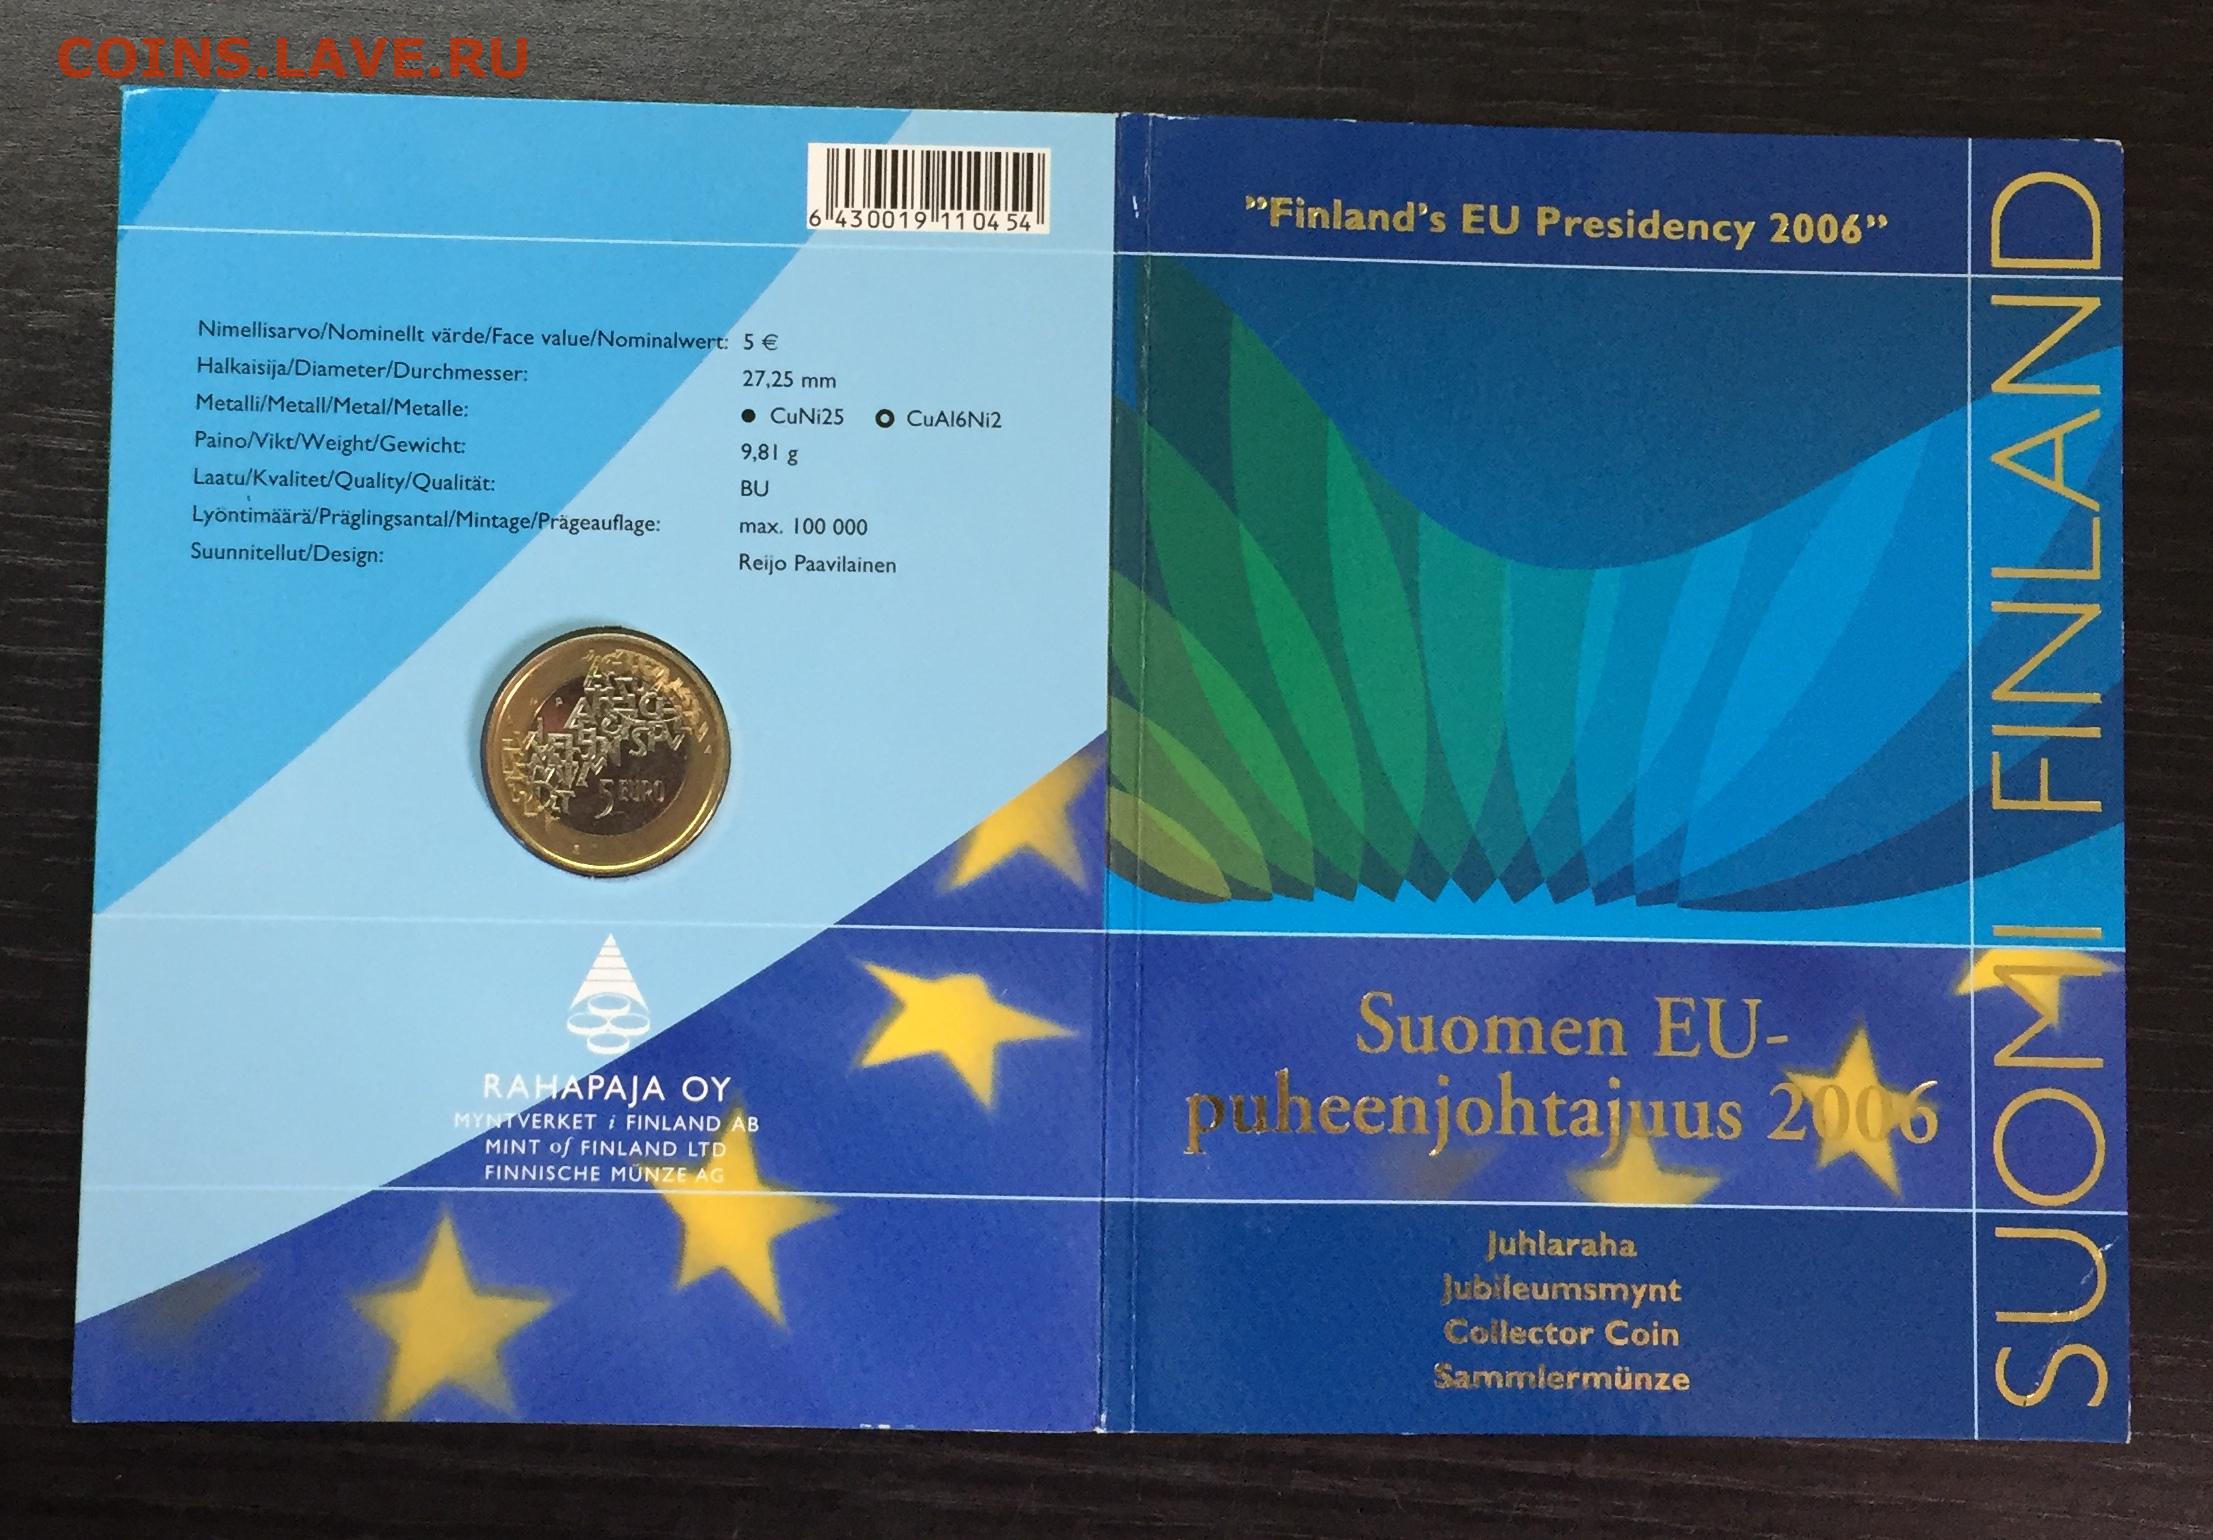 COINS.LAVE.RU
6 430019 110454
Nimellisarvo/Nominellt värde/Face value/Nominalwert: 5 €
Halkaisija/Diameter/Durchmesser: 27,25 mm
Metalli/Metall/Metal/Metalle: CuNi25 CuAl6Ni2
Paino/Vikt/Weight/Gewicht: 9,81 g
Laatu/Kvalitet/Quality/Qualität: BU
Lyöntimäärä/Präglingsantal/Mintage/Prägeauflage: max. 100 000
Suunnitellut/Design: Reijo Paavilainen
5 EURO
RAHAPAJA OY
MYNTVERKET i FINLAND AB
MINT of FINLAND LTD
FINNISCHE MÜNZE AG
"Finland's EU Presidency 2006"
Suomen EU-
puheenjohtajuus 2006
Juhlaraha
Jubileumsmynt
Collector Coin
Sammlermünze
SUOMI FINLAND